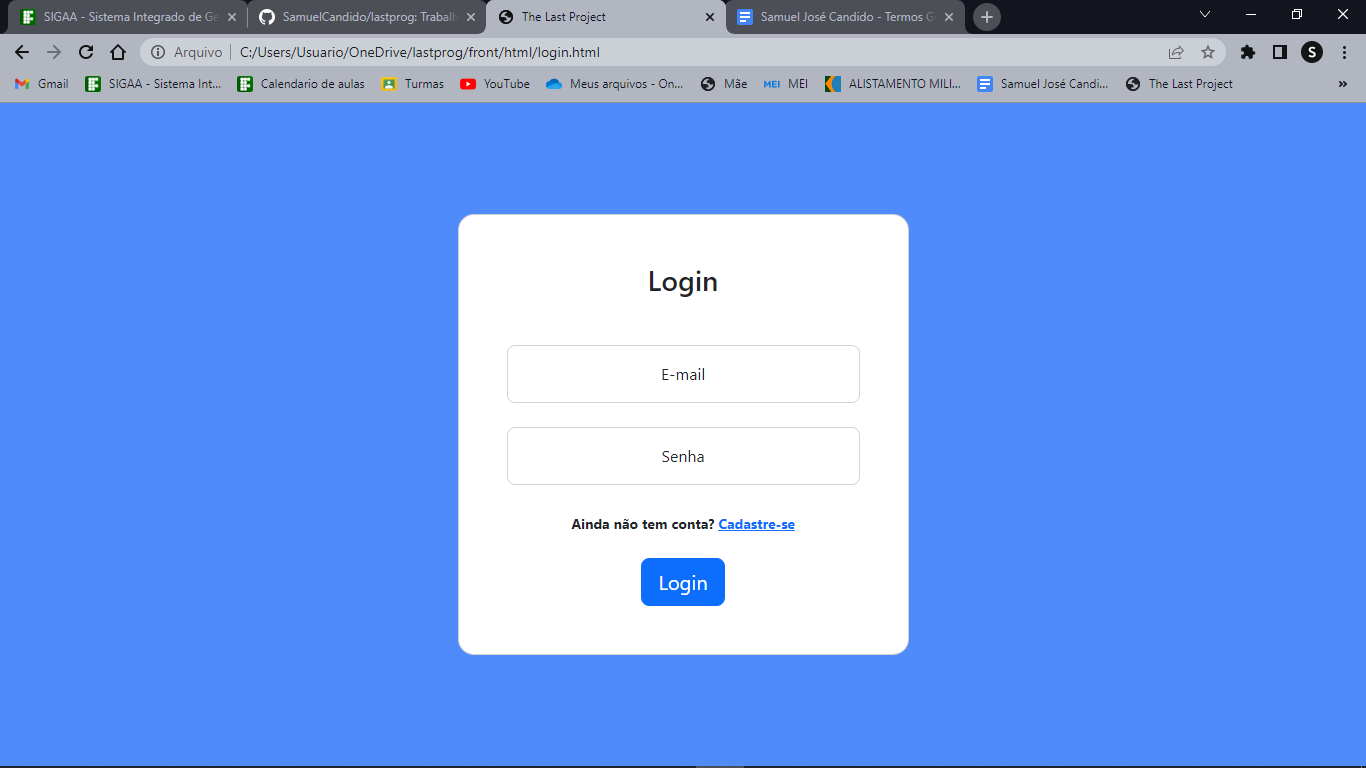 SIGAA - Sistema Integrado de Ge
SamuelCandido/lastprog: Trabalh
The Last Project
Samuel José Candido - Termos G
Arquivo
C:/Users/Usuario/OneDrive/lastprog/front/html/login.html
S
Gmail
SIGAA - Sistema Int...
Calendario de aulas
Turmas
YouTube
Meus arquivos - On...
Mãe
MEI
MEI
ALISTAMENTO MILI...
Samuel José Candi...
The Last Project
Login
E-mail
Senha
Ainda não tem conta? Cadastre-se
Login